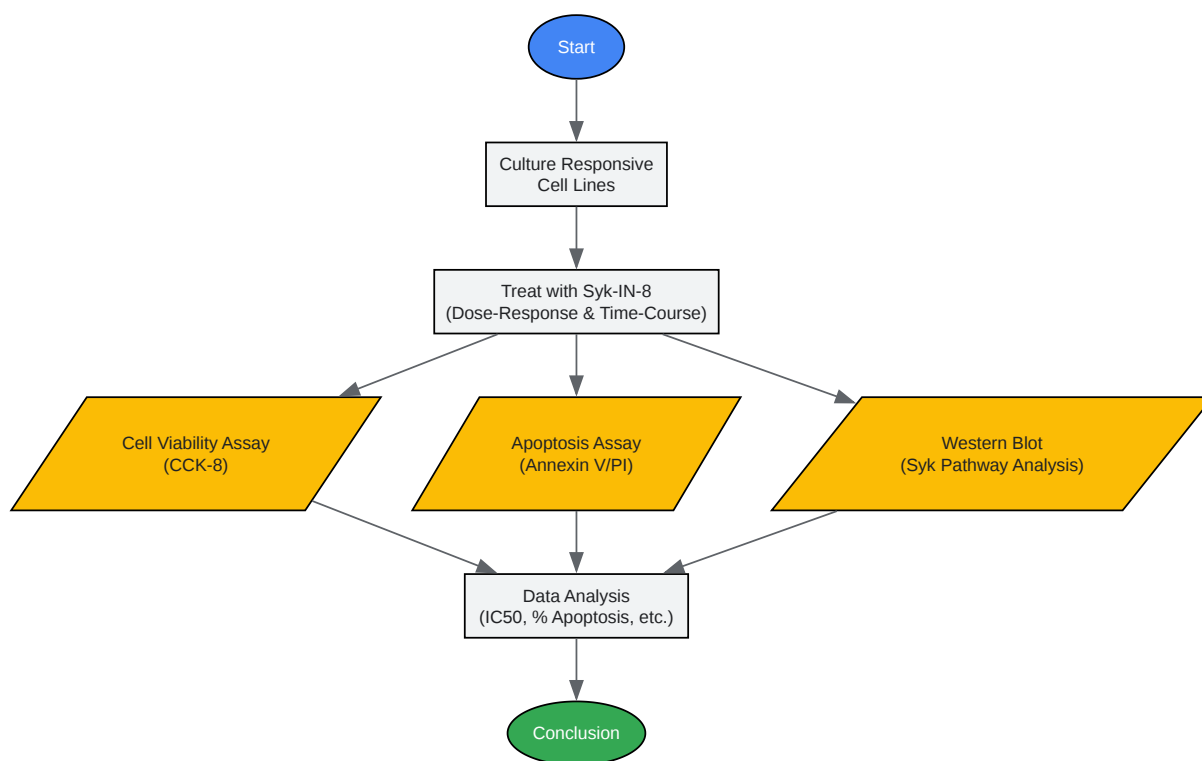 Start
Culture Responsive
Cell Lines
Treat with Syk-IN-8
(Dose-Response & Time-Course)
Cell Viability Assay
(CCK-8)
Apoptosis Assay
(Annexin V/PI)
Western Blot
(Syk Pathway Analysis)
Data Analysis
(IC50, % Apoptosis, etc.)
Conclusion